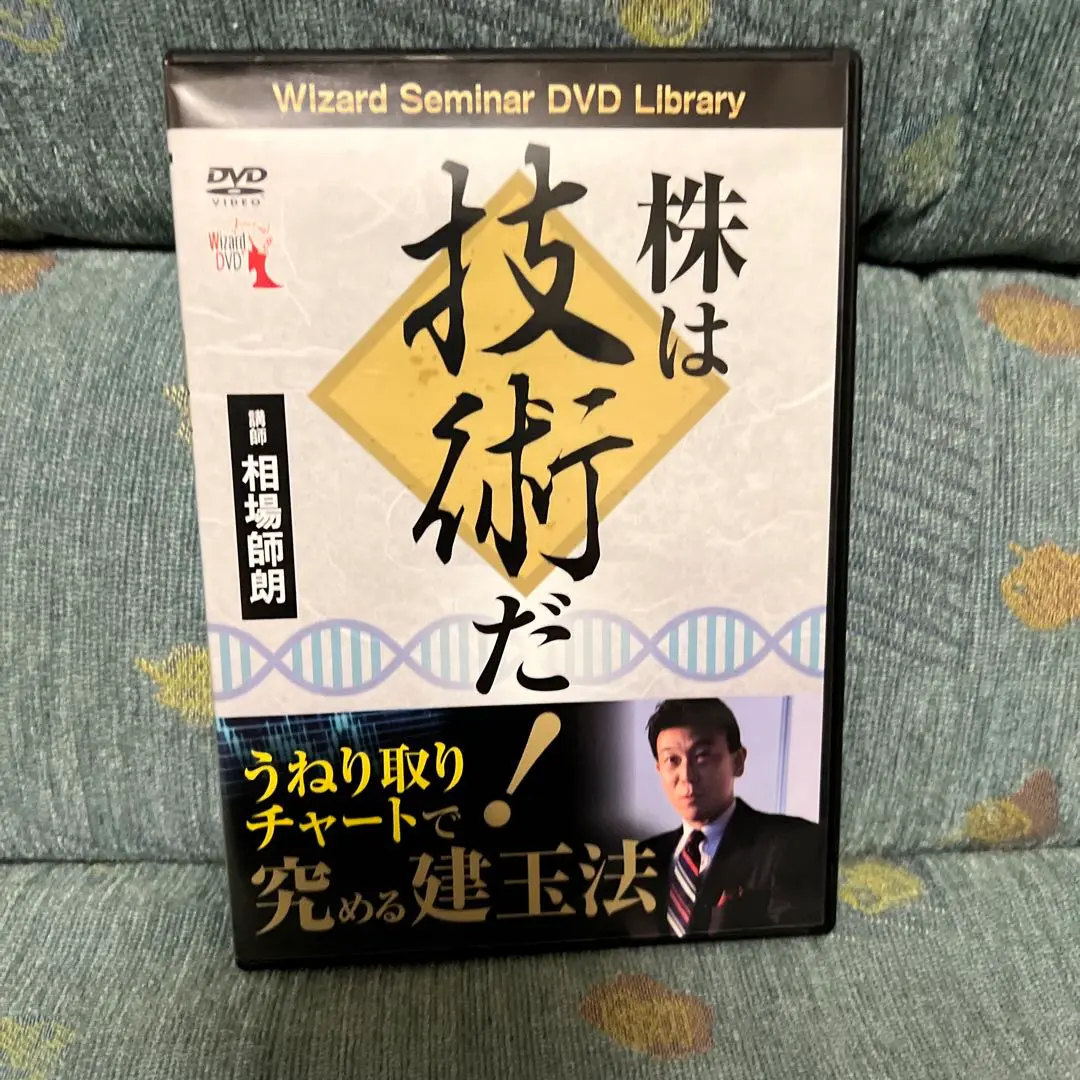 Wizard Seminar DVD Library
DVD
VIDEO
Wizard
DVD
株は
技術だ!
講師 相場師朗
うねり取り
チャートで
究める建玉法